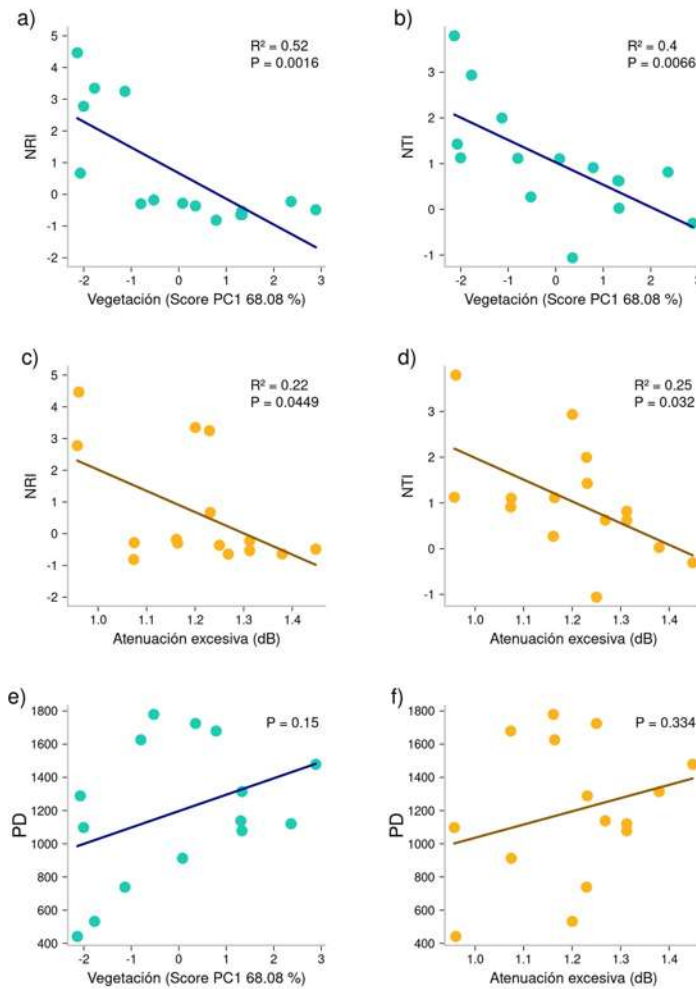 a)
R² = 0.52
P = 0.0016
NRI
5
4
3
2
1
0
-1
-2
-2 -1 0 1 2 3
Vegetación (Score PC1 68.08 %)
b)
R² = 0.4
P = 0.0066
NTI
3
2
1
0
-1
-2 -1 0 1 2 3
Vegetación (Score PC1 68.08 %)
c)
R² = 0.22
P = 0.0449
NRI
5
4
3
2
1
0
-1
-2
1.0 1.1 1.2 1.3 1.4
Atenuación excesiva (dB)
d)
R² = 0.25
P = 0.032
NTI
3
2
1
0
-1
1.0 1.1 1.2 1.3 1.4
Atenuación excesiva (dB)
e)
P = 0.15
PD
1800
1600
1400
1200
1000
800
600
400
-2 -1 0 1 2 3
Vegetación (Score PC1 68.08 %)
f)
P = 0.334
PD
1800
1600
1400
1200
1000
800
600
400
1.0 1.1 1.2 1.3 1.4
Atenuación excesiva (dB)